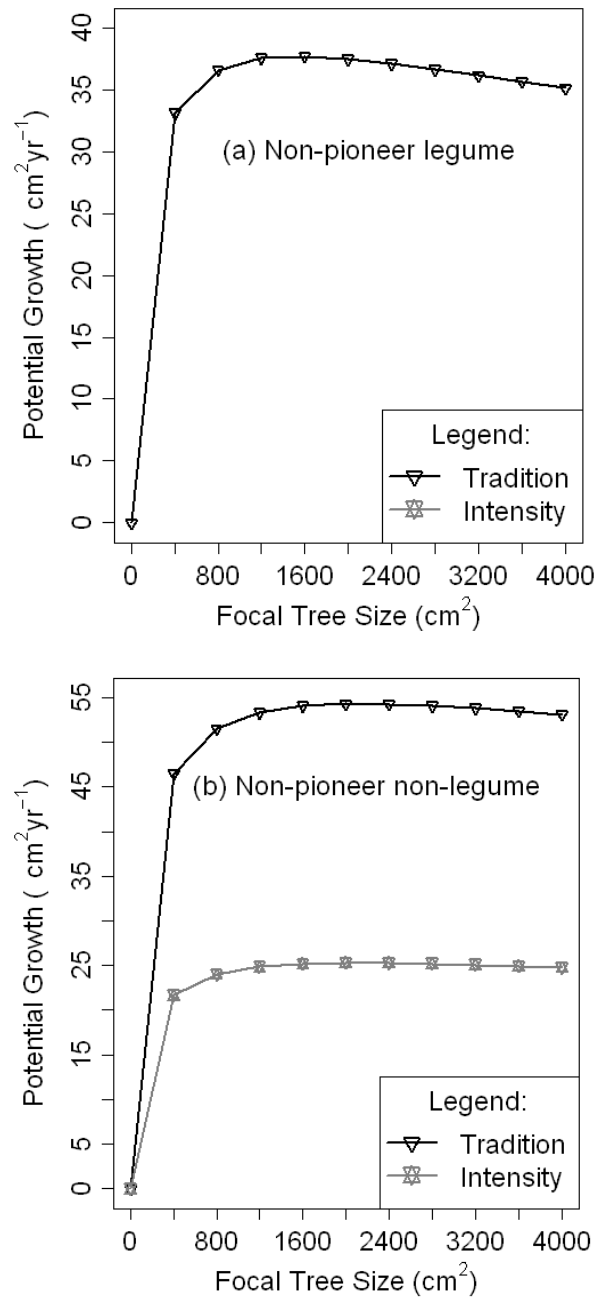 40
35
30
25
20
15
10
5
0
Potential Growth ( cm²yr⁻¹)
(a) Non-pioneer legume
Legend:
Tradition
Intensity
0 800 1600 2400 3200 4000
Focal Tree Size (cm²)
55
45
35
25
15
5
0
Potential Growth ( cm²yr⁻¹)
(b) Non-pioneer non-legume
Legend:
Tradition
Intensity
0 800 1600 2400 3200 4000
Focal Tree Size (cm²)